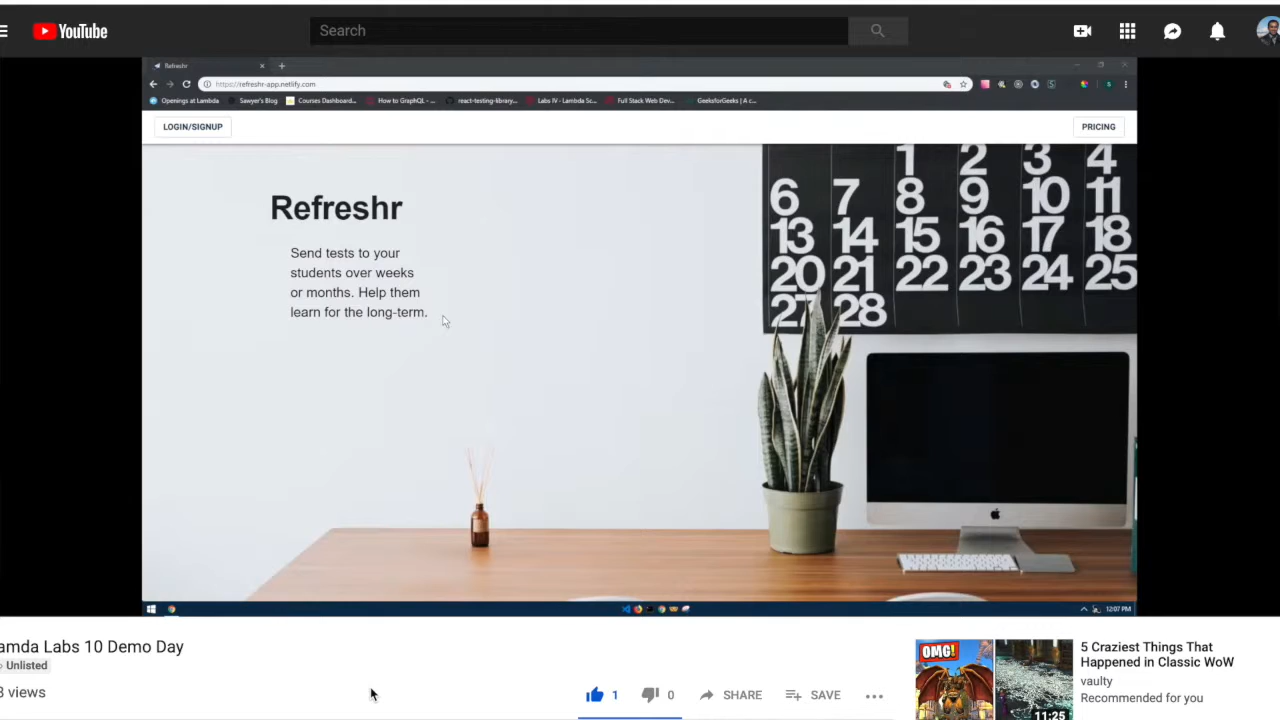 YouTube
Search
Refreshr
https://refreshr-app.netlify.com
Openings at Lambda
Sawyer's Blog
Courses Dashboard...
How to GraphQL - ...
react-testing-library...
Labs IV - Lambda Sc...
Full Stack Web Dev...
GeeksforGeeks | A c...
LOGIN/SIGNUP
PRICING
1 2 3 4
6 7 8 9 10 11
13 14 15 16 17 18
20 21 22 23 24 25
27 28
Refreshr
Send tests to your
students over weeks
or months. Help them
learn for the long-term.
12:07 PM
amda Labs 10 Demo Day
Unlisted
3 views
1
0
SHARE
SAVE
OMG!
11:25
5 Craziest Things That
Happened in Classic WoW
vaulty
Recommended for you